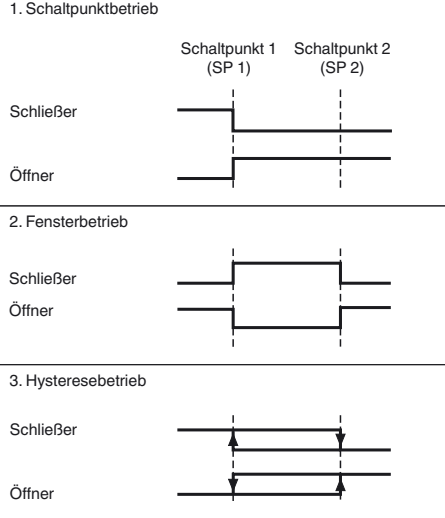 1. Schaltpunktbetrieb
Schaltpunkt 1 Schaltpunkt 2
(SP 1) (SP 2)
Schließer
Öffner
2. Fensterbetrieb
Schließer
Öffner
3. Hysteresebetrieb
Schließer
Öffner